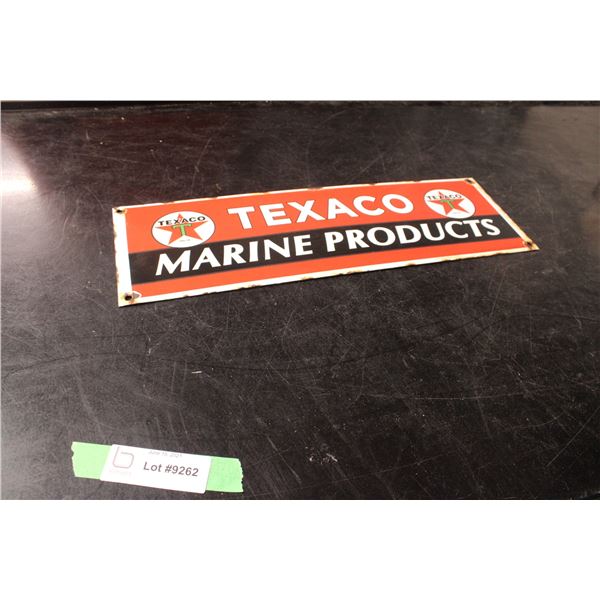 TEXACO
TEXACO
TEXACO
T
T
MARINE PRODUCTS
Lot #9262